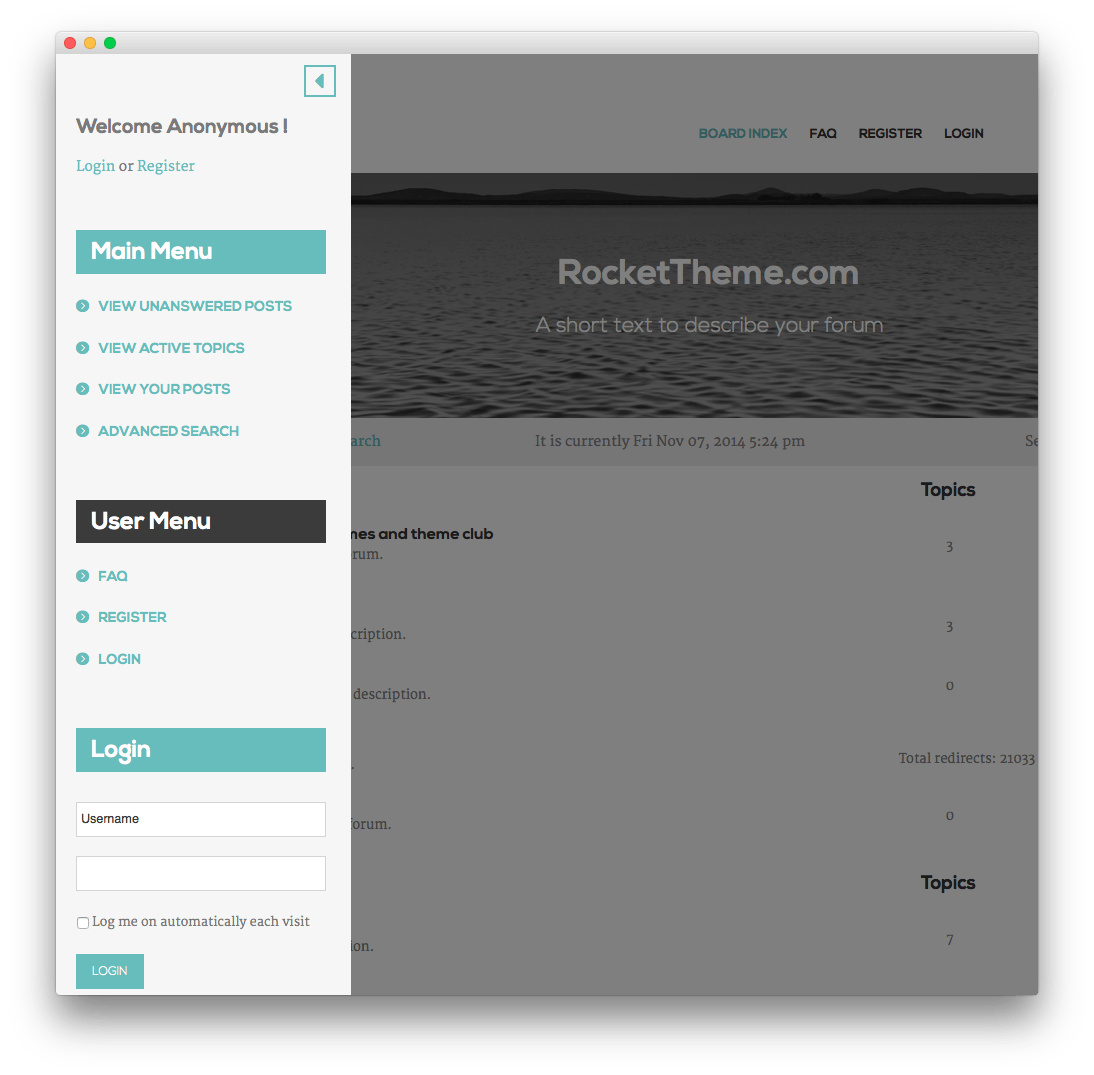 Welcome Anonymous !
Login or Register
Main Menu
VIEW UNANSWERED POSTS
VIEW ACTIVE TOPICS
VIEW YOUR POSTS
ADVANCED SEARCH
User Menu
FAQ
REGISTER
LOGIN
Login
Username
Log me on automatically each visit
LOGIN
BOARD INDEX FAQ REGISTER LOGIN
RocketTheme.com
A short text to describe your forum
arch It is currently Fri Nov 07, 2014 5:24 pm Se
Topics
mes and theme club
rum.
3
cription.
3
description.
0
.
Total redirects: 21033
forum.
0
Topics
ion.
7